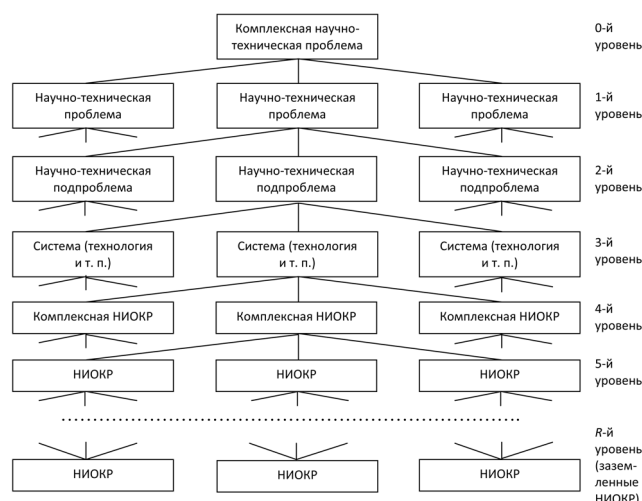 Комплексная научно-
техническая проблема
0-й
уровень
Научно-техническая
проблема
Научно-техническая
проблема
Научно-техническая
проблема
1-й
уровень
Научно-техническая
подпроблема
Научно-техническая
подпроблема
Научно-техническая
подпроблема
2-й
уровень
Система (технология
и т. п.)
Система (технология
и т. п.)
Система (технология
и т. п.)
3-й
уровень
Комплексная НИОКР
Комплексная НИОКР
Комплексная НИОКР
4-й
уровень
НИОКР
НИОКР
НИОКР
5-й
уровень
НИОКР
НИОКР
НИОКР
R-й
уровень
(зазем-
ленные
НИОКР)